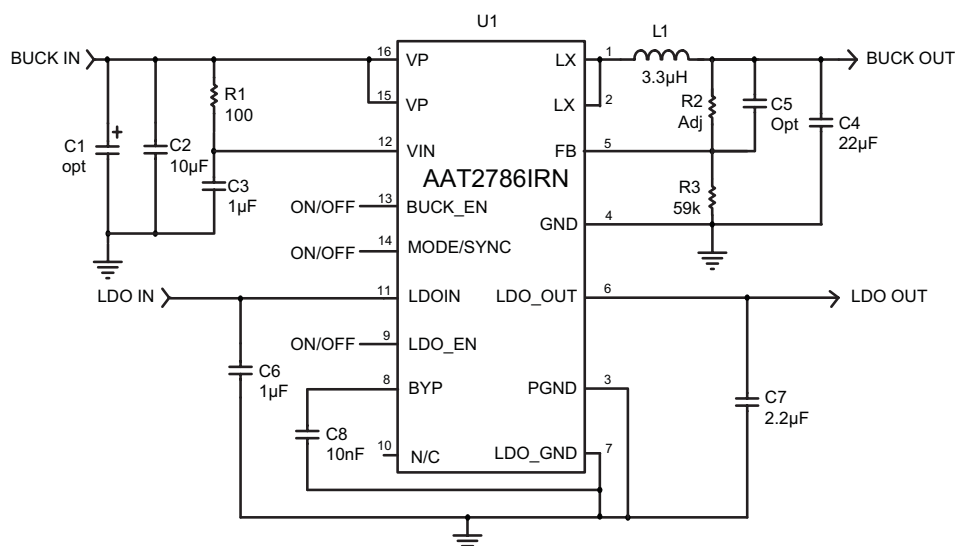 U1
BUCK IN
16
VP
15
VP
R1
100
C1
+
opt
C2
10µF
12
VIN
C3
1µF
AAT2786IRN
ON/OFF
13
BUCK_EN
ON/OFF
14
MODE/SYNC
LDO IN
11
LDOIN
ON/OFF
9
LDO_EN
C6
1µF
8
BYP
C8
10nF
10
N/C
LX
1
L1
3.3µH
BUCK OUT
LX
2
R2
Adj
C5
Opt
C4
22µF
FB
5
R3
59k
GND
4
LDO_OUT
6
LDO OUT
PGND
3
C7
2.2µF
LDO_GND
7